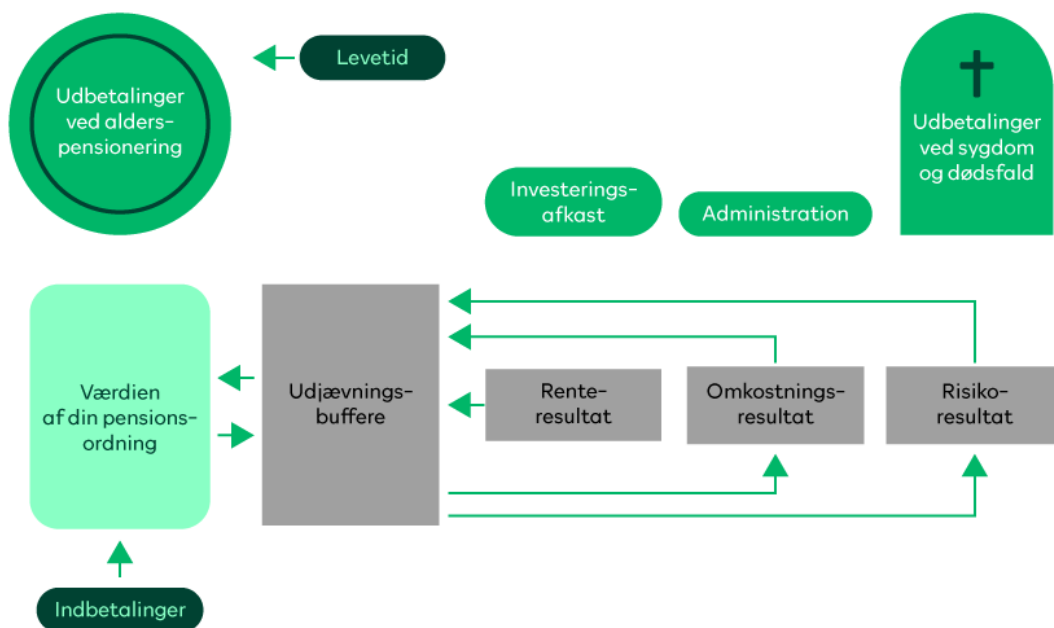 Udbetalinger
ved alders-
pensionering
Levetid
Udbetalinger
ved sygdom
og dødsfald
Investerings-
afkast
Administration
Værdien
af din pensions-
ordning
Udjævnings-
buffere
Rente-
resultat
Omkostnings-
resultat
Risiko-
resultat
Indbetalinger